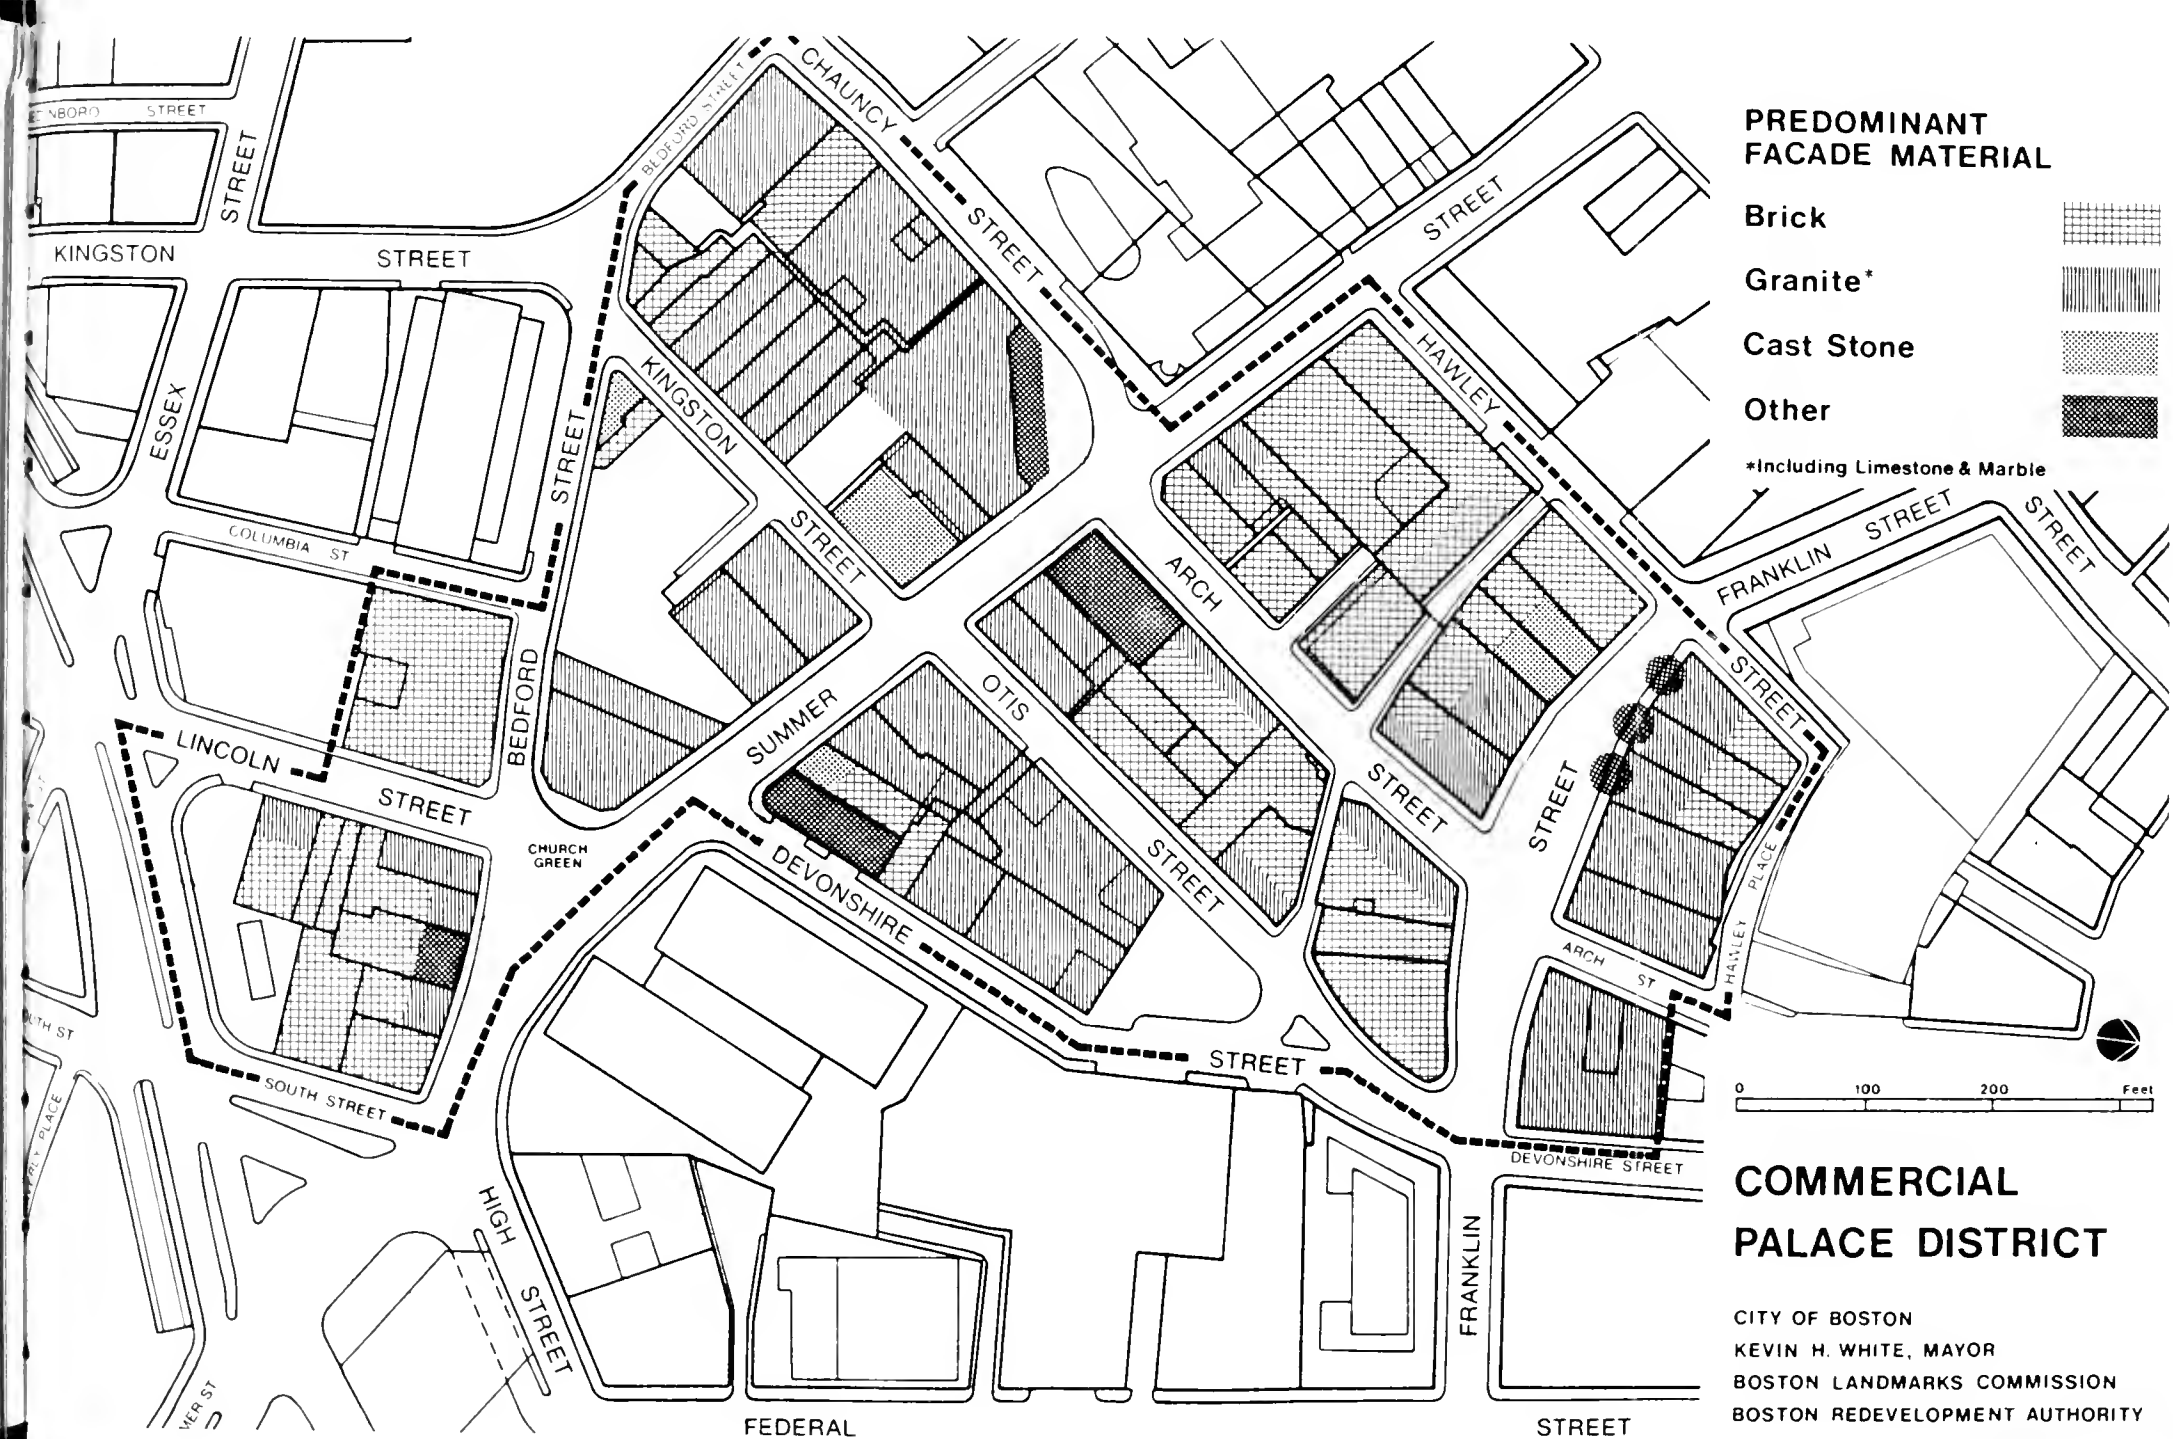 STREET
STREET
KINGSTON
STREET
ESSEX
COLUMBIA ST
BEDFORD STREET
CHAUNCY
STREET
STREET
KINGSTON
STREET
BEDFORD
STREET
LINCOLN
STREET
CHURCH
GREEN
SOUTH STREET
SUMMER
STREET
OTIS
STREET
ARCH
STREET
HAWLEY
STREET
FRANKLIN STREET
STREET
STREET
DEVONSHIRE
STREET
ARCH ST
HAWLEY PLACE
DEVONSHIRE STREET
HIGH
STREET
FRANKLIN
FEDERAL
STREET
PREDOMINANT
FACADE MATERIAL
Brick
Granite*
Cast Stone
Other
*Including Limestone & Marble
0 100 200 Feet
COMMERCIAL
PALACE DISTRICT
CITY OF BOSTON
KEVIN H. WHITE, MAYOR
BOSTON LANDMARKS COMMISSION
BOSTON REDEVELOPMENT AUTHORITY